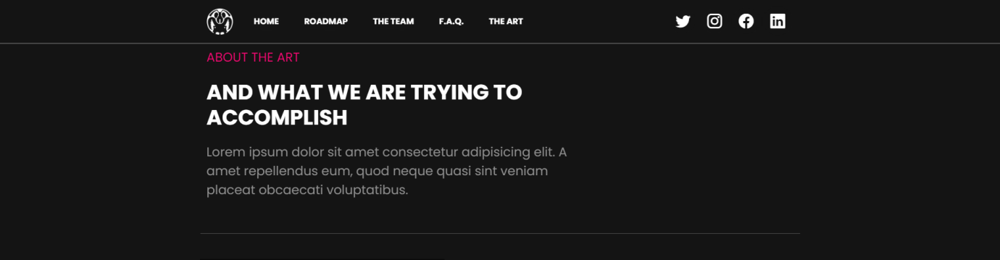 HOME ROADMAP THE TEAM F.A.Q. THE ART
ABOUT THE ART
AND WHAT WE ARE TRYING TO
ACCOMPLISH
Lorem ipsum dolor sit amet consectetur adipisicing elit. A
amet repellendus eum, quod neque quasi sint veniam
placeat obcaecati voluptatibus.